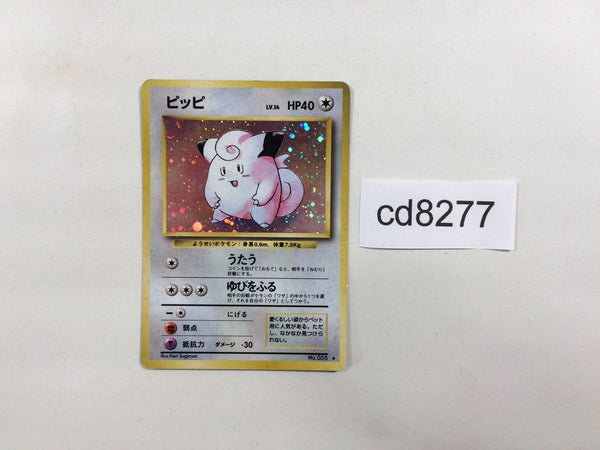 ピッピ LV.14 HP40
ようせいポケモン：身長0.6m、体重7.5Kg
うたう
コインを投げて「おもて」なら、相手を「ねむり」
状態にする。
ゆびをふる
相手の対戦ポケモンの「ワザ」の中から1つを選
び、それを自分の「ワザ」としてつかう。
にげる
弱点
抵抗力 ダメージ -30
愛くるしい姿からペット
用に人気がある。ただ
し、なかなか見つけら
れない。
Illus. Ken Sugimori
No.035
cd8277